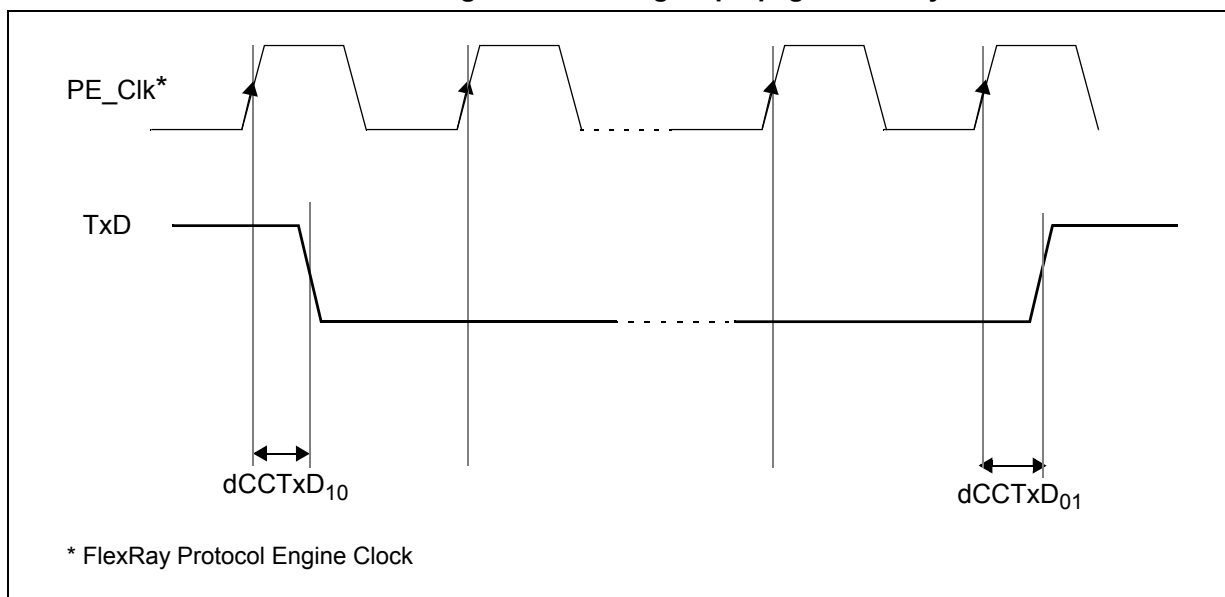 PE_Clk*
TxD
dCCTxD10
dCCTxD01
* FlexRay Protocol Engine Clock